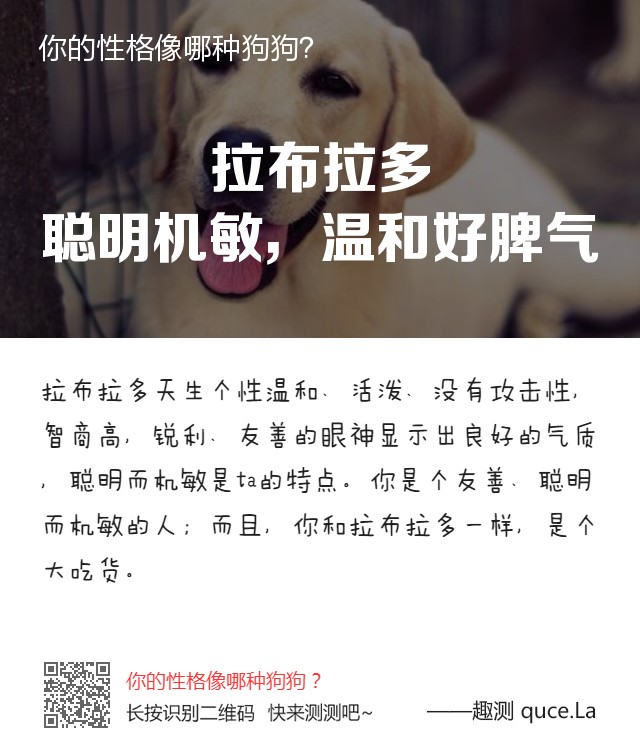 你的性格像哪种狗狗?
拉布拉多
聪明机敏，温和好脾气
拉布拉多天生个性温和、活泼、没有攻击性,
智商高, 锐利、友善的眼神显示出良好的气质
, 聪明而机敏是ta的特点。你是个友善、聪明
而机敏的人; 而且, 你和拉布拉多一样, 是个
大吃货。
你的性格像哪种狗狗？
长按识别二维码 快来测测吧~
——趣测 quce.La